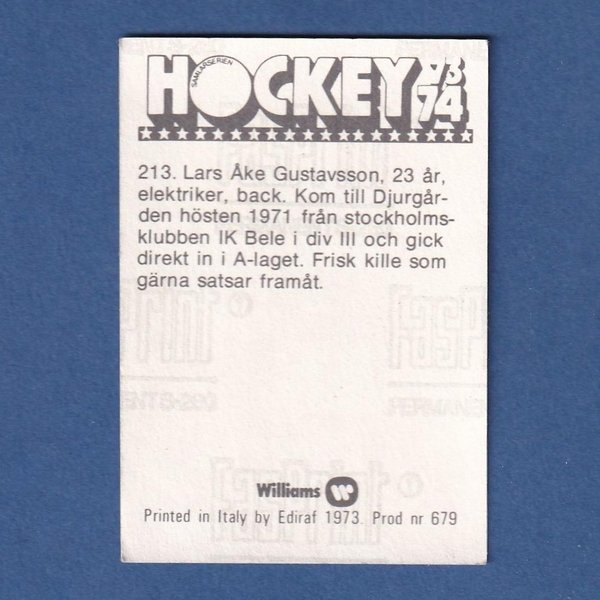 HOCKEY 73
SAMLARSERIEN 74
213. Lars Åke Gustavsson, 23 år,
elektriker, back. Kom till Djurgår-
den hösten 1971 från stockholms-
klubben IK Bele i div III och gick
direkt in i A-laget. Frisk kille som
gärna satsar framåt.
Williams W
Printed in Italy by Ediraf 1973. Prod nr 679